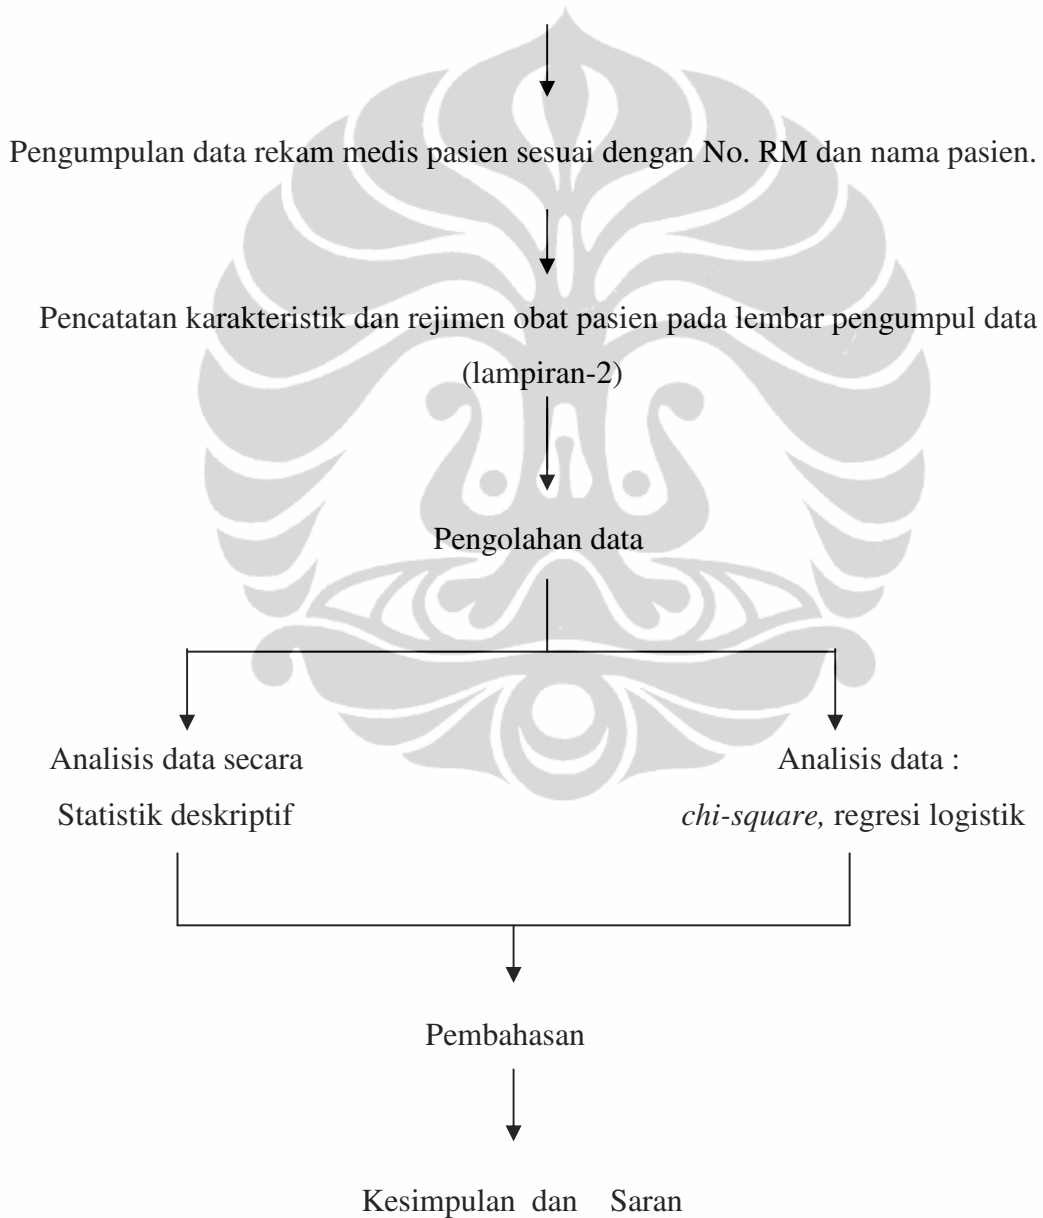 Pengumpulan data rekam medis pasien sesuai dengan No. RM dan nama pasien.
Pencatatan karakteristik dan rejimen obat pasien pada lembar pengumpul data
(lampiran-2)
Pengolahan data
Analisis data secara
Statistik deskriptif
Analisis data :
chi-square, regresi logistik
Pembahasan
Kesimpulan dan Saran